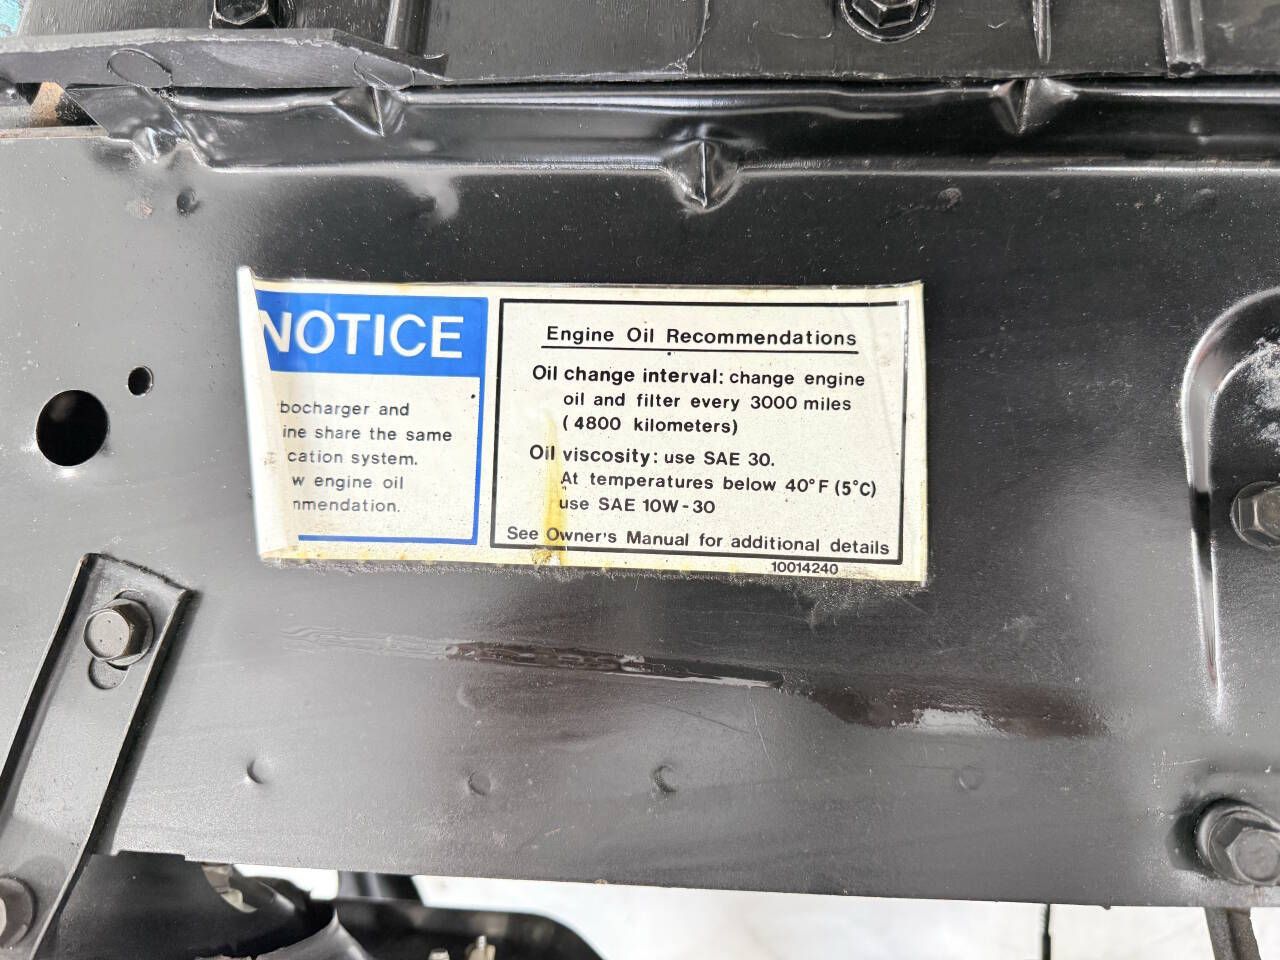 NOTICE
bocharger and
ine share the same
cation system.
w engine oil
mmendation.
Engine Oil Recommendations
Oil change interval: change engine
oil and filter every 3000 miles
(4800 kilometers)
Oil viscosity: use SAE 30.
At temperatures below 40°F (5°C)
use SAE 10W-30
See Owner's Manual for additional details
10014240